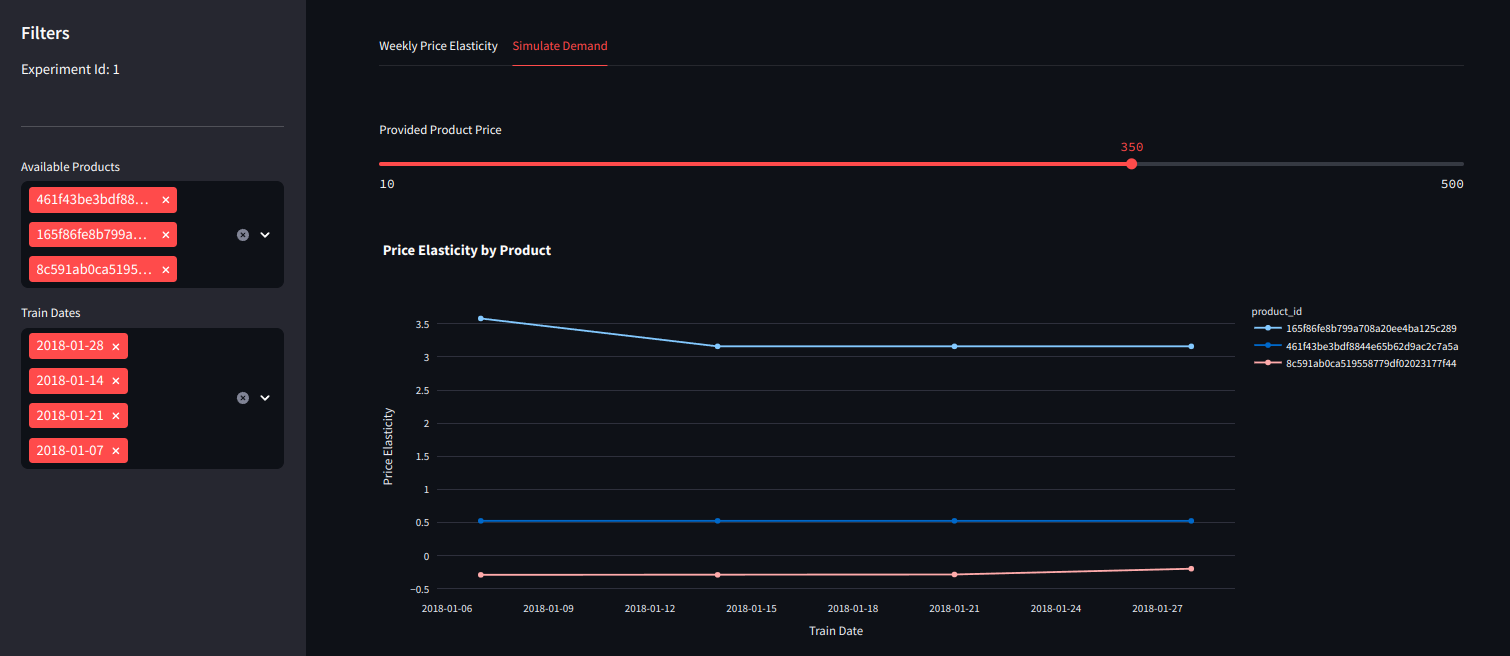 Filters
Experiment Id: 1
Available Products
461f43be3bdf88...
165f86fe8b799a...
8c591ab0ca5195...
Train Dates
2018-01-28
2018-01-14
2018-01-21
2018-01-07
Weekly Price Elasticity
Simulate Demand
Provided Product Price
350
10
500
Price Elasticity by Product
3.5
3
2.5
2
1.5
1
0.5
0
−0.5
Price Elasticity
2018-01-06
2018-01-09
2018-01-12
2018-01-15
2018-01-18
2018-01-21
2018-01-24
2018-01-27
Train Date
product_id
165f86fe8b799a708a20ee4ba125c289
461f43be3bdf8844e65b62d9ac2c7a5a
8c591ab0ca519558779df02023177f44